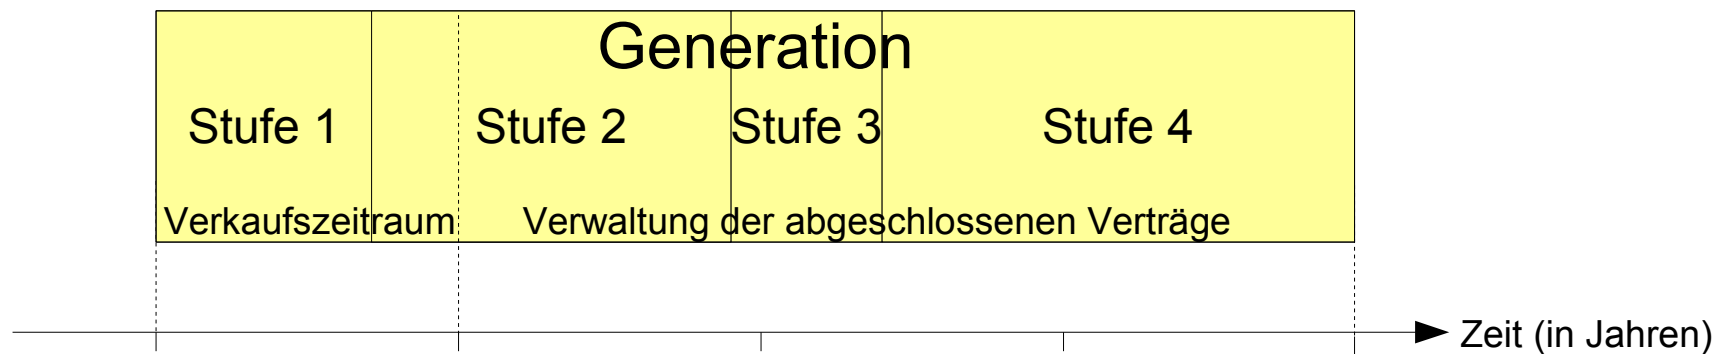 Generation
Stufe 1 Stufe 2 Stufe 3 Stufe 4
Verkaufszeitraum Verwaltung der abgeschlossenen Verträge
Zeit (in Jahren)